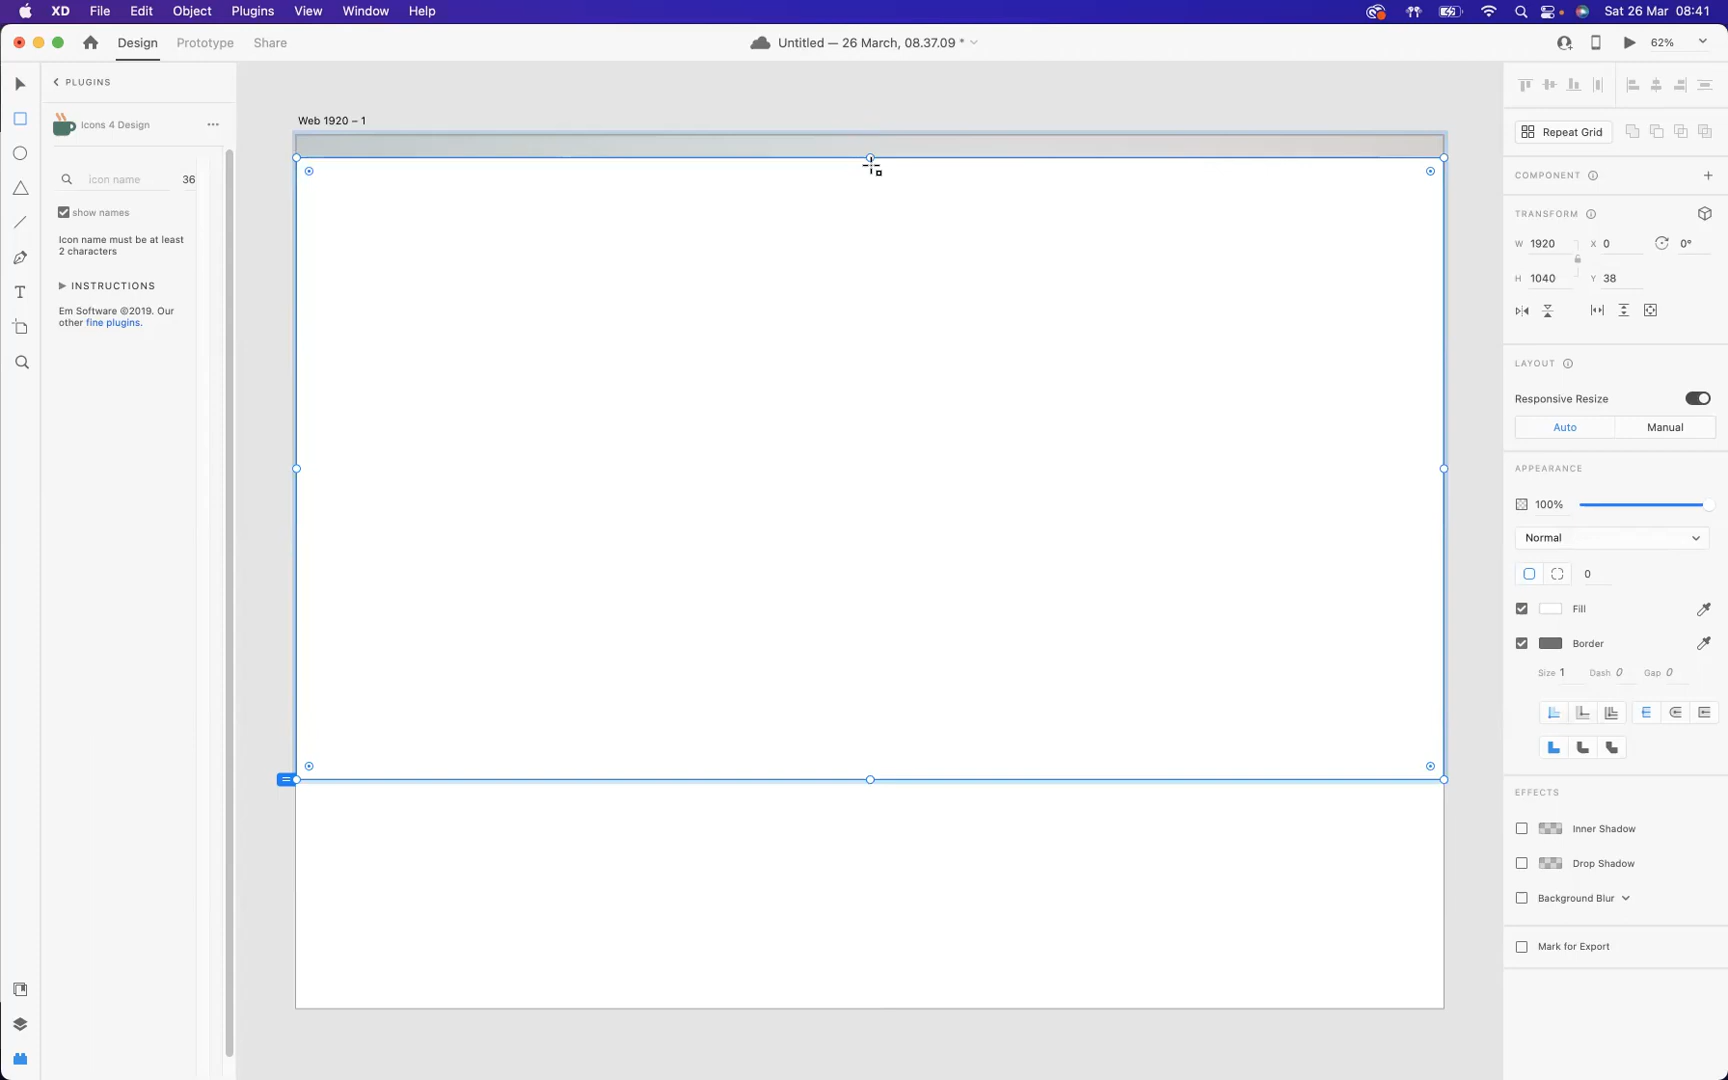 XD File Edit Object Plugins View Window Help Sat 26 Mar 08:41
Design Prototype Share Untitled — 26 March, 08.37.09 * 62%
PLUGINS
Icons 4 Design
icon name 36
show names
Icon name must be at least
2 characters
INSTRUCTIONS
Em Software ©2019. Our
other fine plugins.
Web 1920 – 1
Repeat Grid
COMPONENT
TRANSFORM
W 1920 X 0 0°
H 1040 Y 38
LAYOUT
Responsive Resize
Auto Manual
APPEARANCE
100%
Normal
0
Fill
Border
Size 1 Dash 0 Gap 0
EFFECTS
Inner Shadow
Drop Shadow
Background Blur
Mark for Export